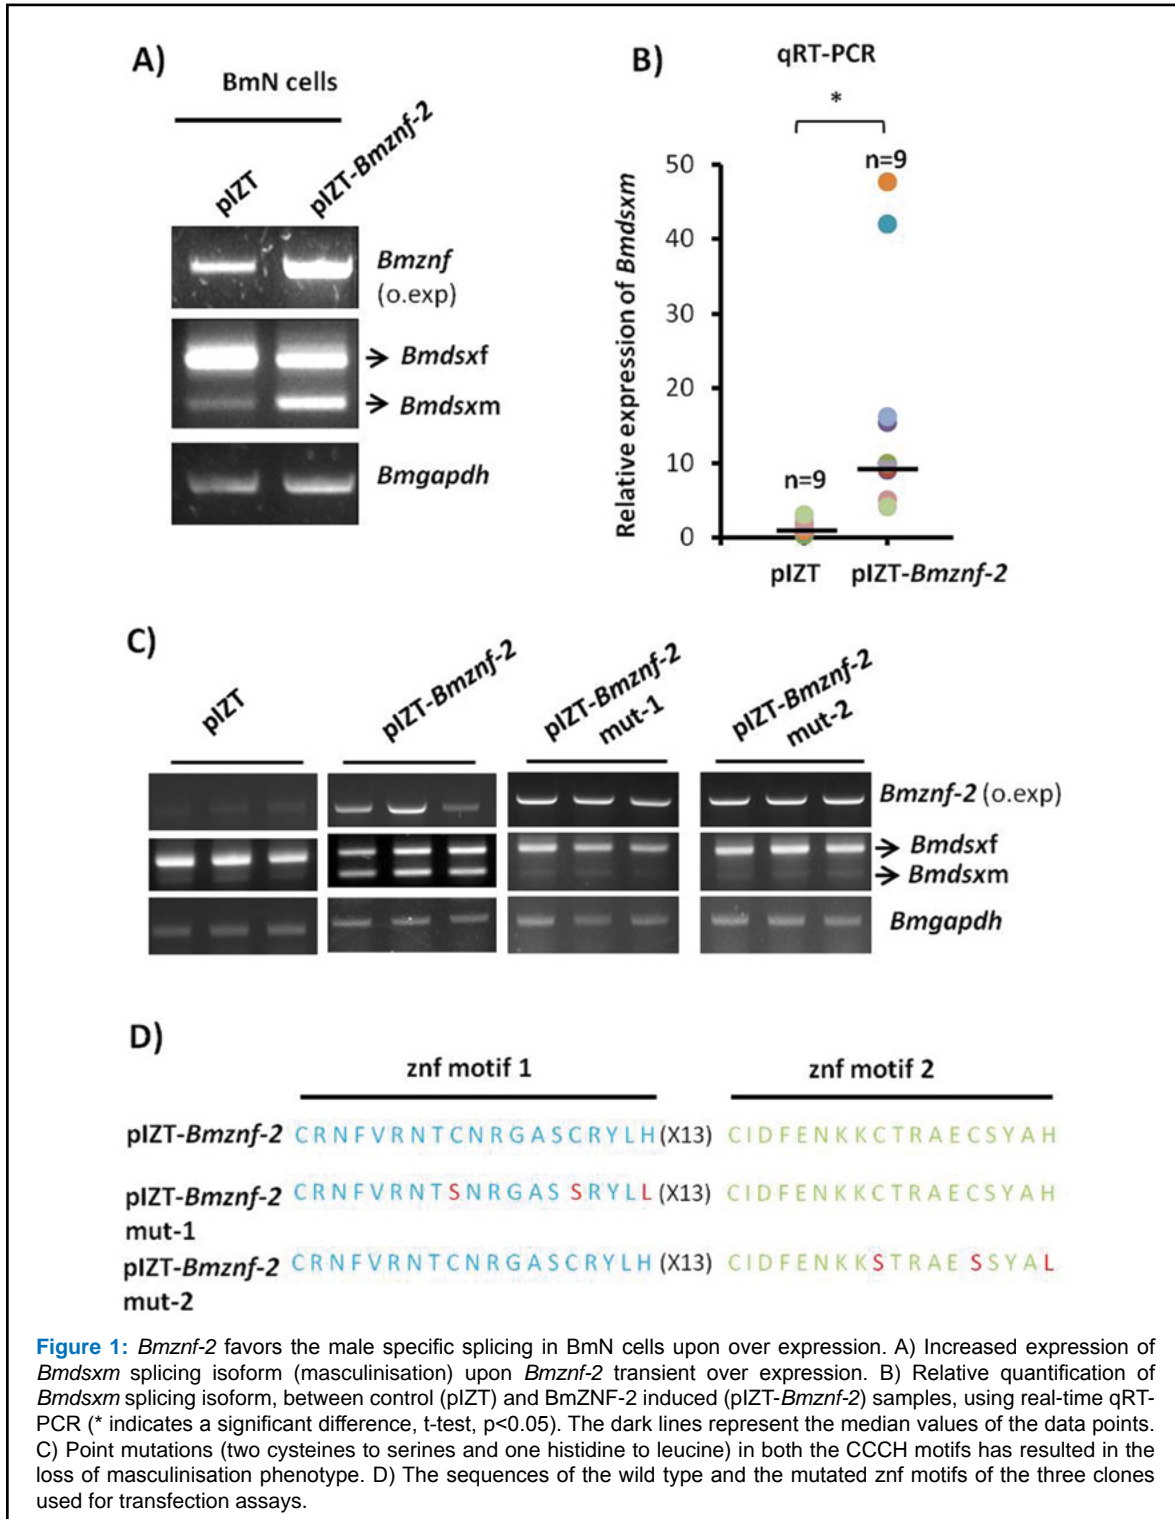 A)
BmN cells
pIZT
pIZT-Bmznf-2
Bmznf
(o.exp)
Bmdsxf
Bmdsxm
Bmgapdh
B)
qRT-PCR
*
Relative expression of Bmdsxm
50
40
30
20
10
0
n=9
n=9
pIZT
pIZT-Bmznf-2
C)
pIZT
pIZT-Bmznf-2
pIZT-Bmznf-2
mut-1
pIZT-Bmznf-2
mut-2
Bmznf-2 (o.exp)
Bmdsxf
Bmdsxm
Bmgapdh
D)
znf motif 1
znf motif 2
pIZT-Bmznf-2 CRNFVRNTCNRGASCRYLH(X13) CIDFENKKCTRAECSYAH
pIZT-Bmznf-2 CRNFVRNTSNRGASSRYLL(X13) CIDFENKKCTRAECSYAH
mut-1
pIZT-Bmznf-2 CRNFVRNTCNRGASCRYLH(X13) CIDFENKKSTRAESSYAL
mut-2
Figure 1: Bmznf-2 favors the male specific splicing in BmN cells upon over expression. A) Increased expression of
Bmdsxm splicing isoform (masculinisation) upon Bmznf-2 transient over expression. B) Relative quantification of
Bmdsxm splicing isoform, between control (pIZT) and BmZNF-2 induced (pIZT-Bmznf-2) samples, using real-time qRT-
PCR (* indicates a significant difference, t-test, p<0.05). The dark lines represent the median values of the data points.
C) Point mutations (two cysteines to serines and one histidine to leucine) in both the CCCH motifs has resulted in the
loss of masculinisation phenotype. D) The sequences of the wild type and the mutated znf motifs of the three clones
used for transfection assays.